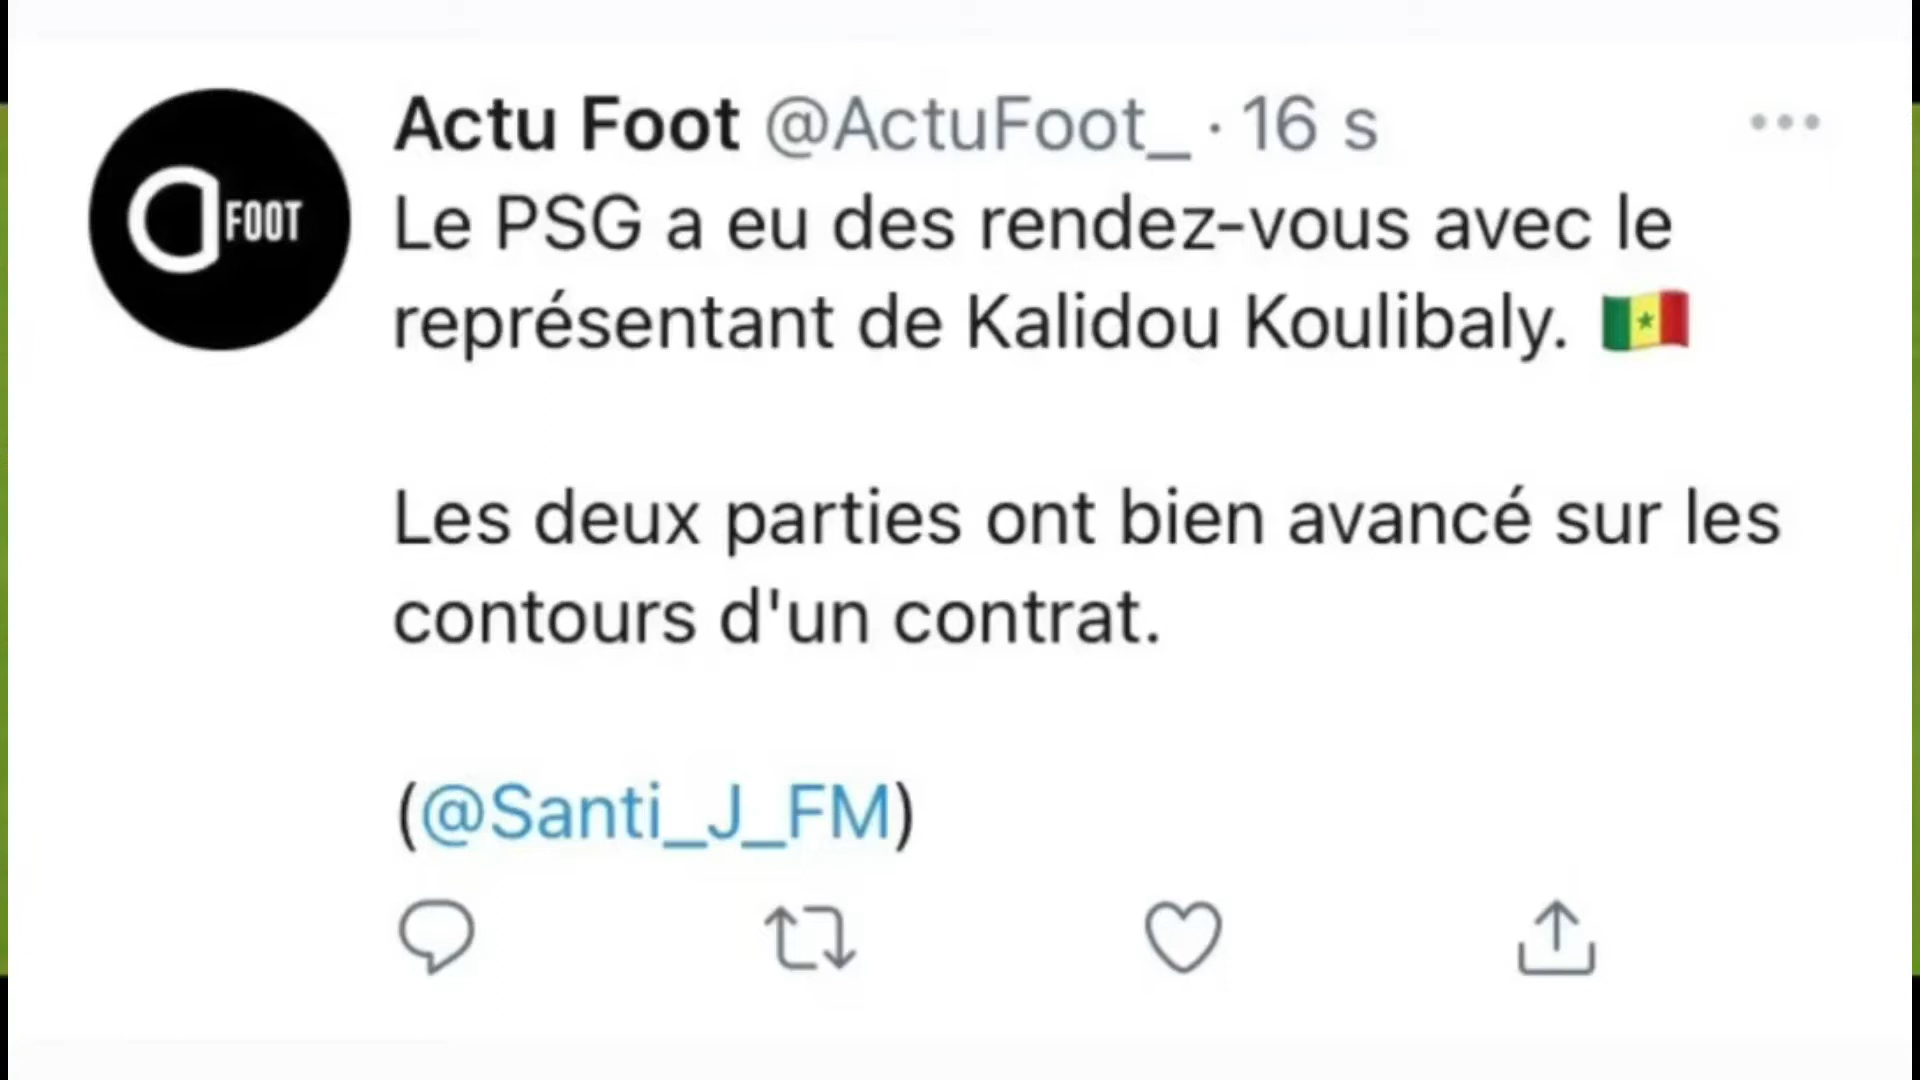 Actu Foot @ActuFoot_ · 16 s
FOOT
Le PSG a eu des rendez-vous avec le
représentant de Kalidou Koulibaly. 🇸🇳
Les deux parties ont bien avancé sur les
contours d'un contrat.
(@Santi_J_FM)